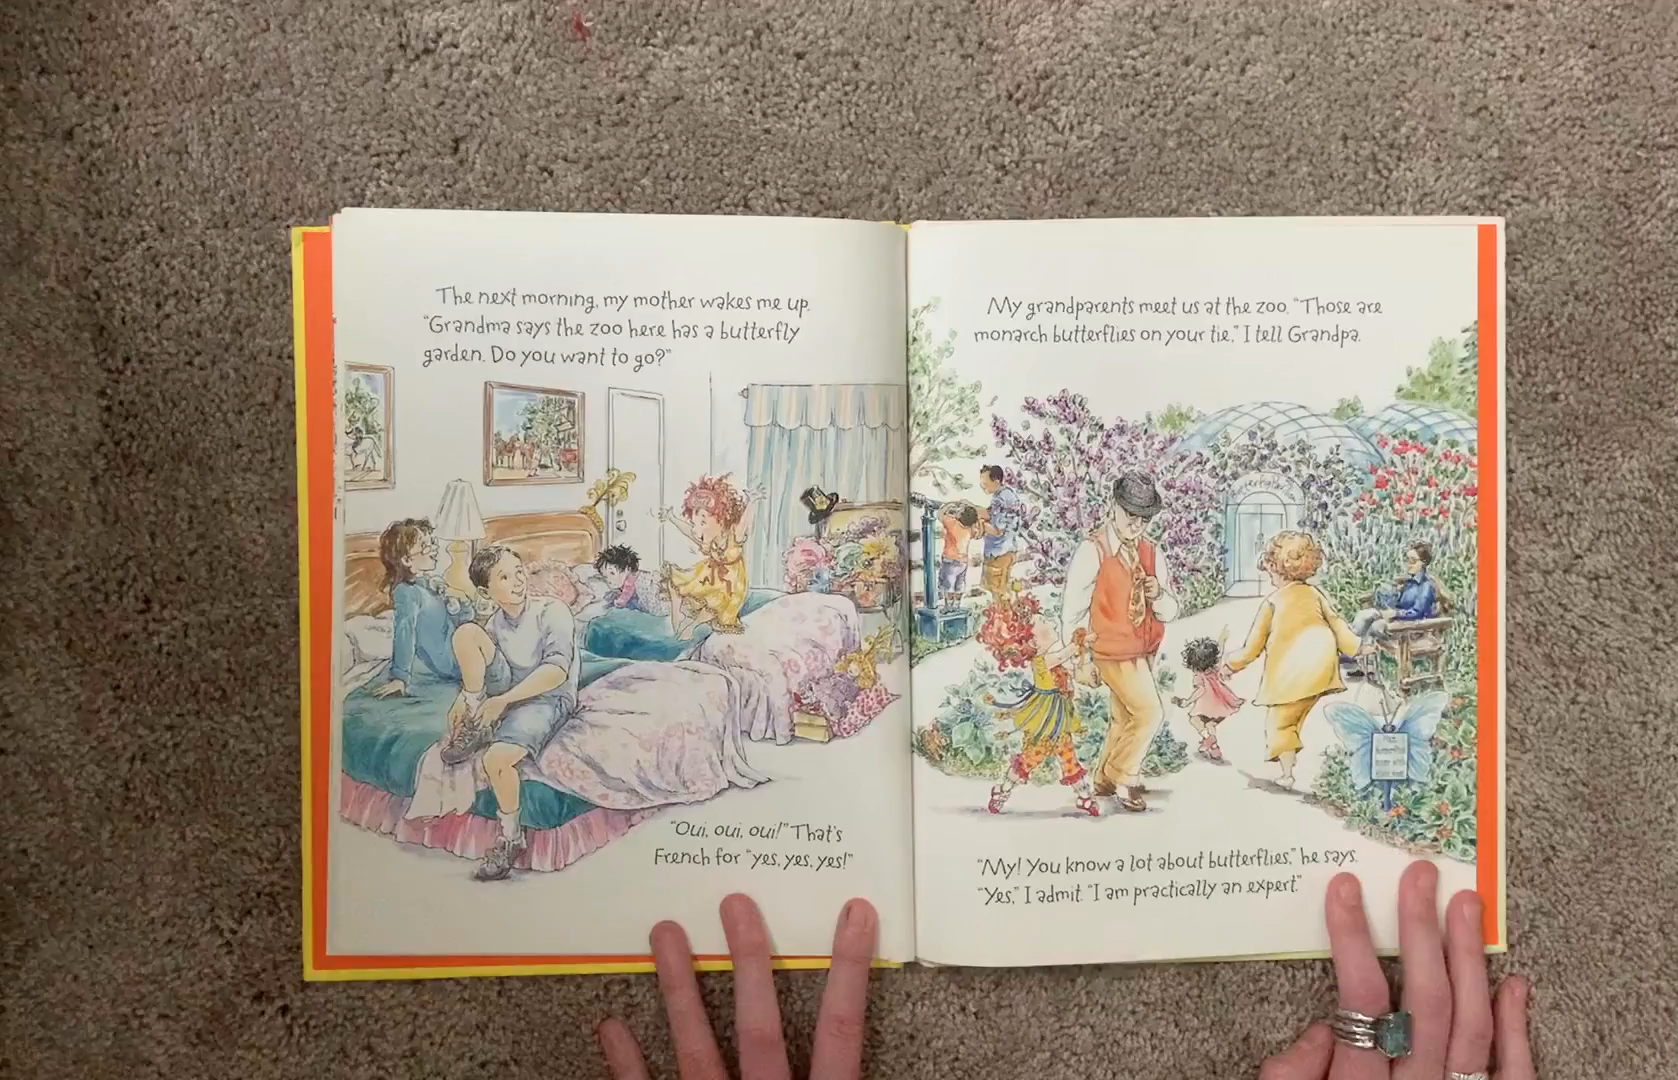 The next morning, my mother wakes me up.
"Grandma says the zoo here has a butterfly
garden. Do you want to go?"
"Oui, oui, oui!" That's
French for "yes, yes, yes!"
My grandparents meet us at the zoo. "Those are
monarch butterflies on your tie," I tell Grandpa.
"My! You know a lot about butterflies," he says.
"Yes," I admit. "I am practically an expert."